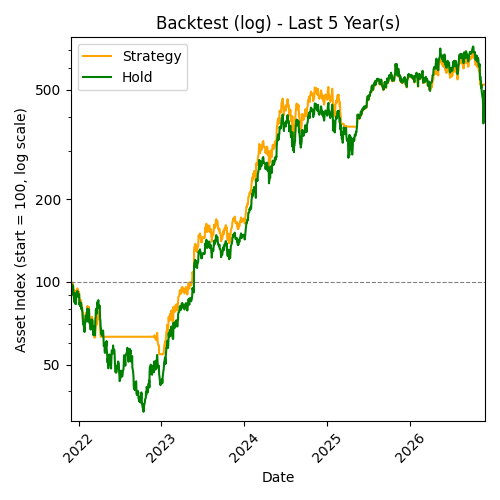 Backtest (log) - Last 5 Year(s)
Strategy
Hold
Asset Index (start = 100, log scale)
500
200
100
50
2022
2023
2024
2025
2026
Date